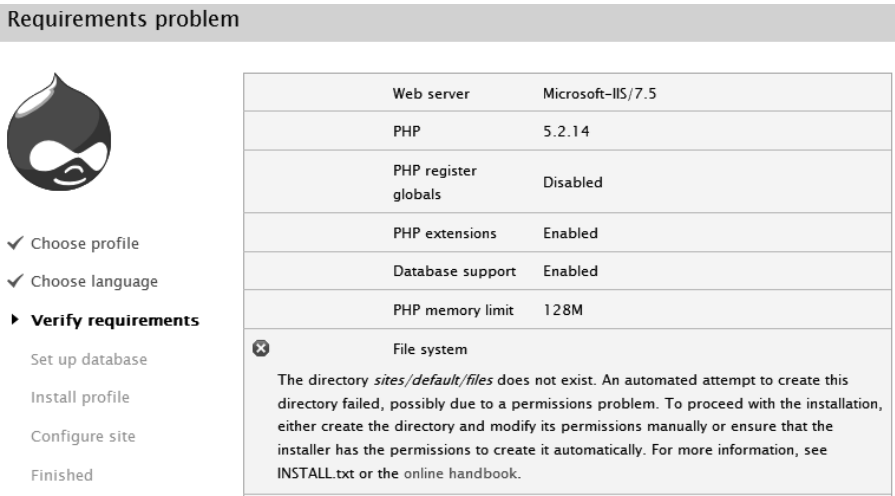 Requirements problem
Choose profile
Choose language
Verify requirements
Set up database
Install profile
Configure site
Finished
Web server Microsoft-IIS/7.5
PHP 5.2.14
PHP register
globals Disabled
PHP extensions Enabled
Database support Enabled
PHP memory limit 128M
File system
The directory sites/default/files does not exist. An automated attempt to create this
directory failed, possibly due to a permissions problem. To proceed with the installation,
either create the directory and modify its permissions manually or ensure that the
installer has the permissions to create it automatically. For more information, see
INSTALL.txt or the online handbook.